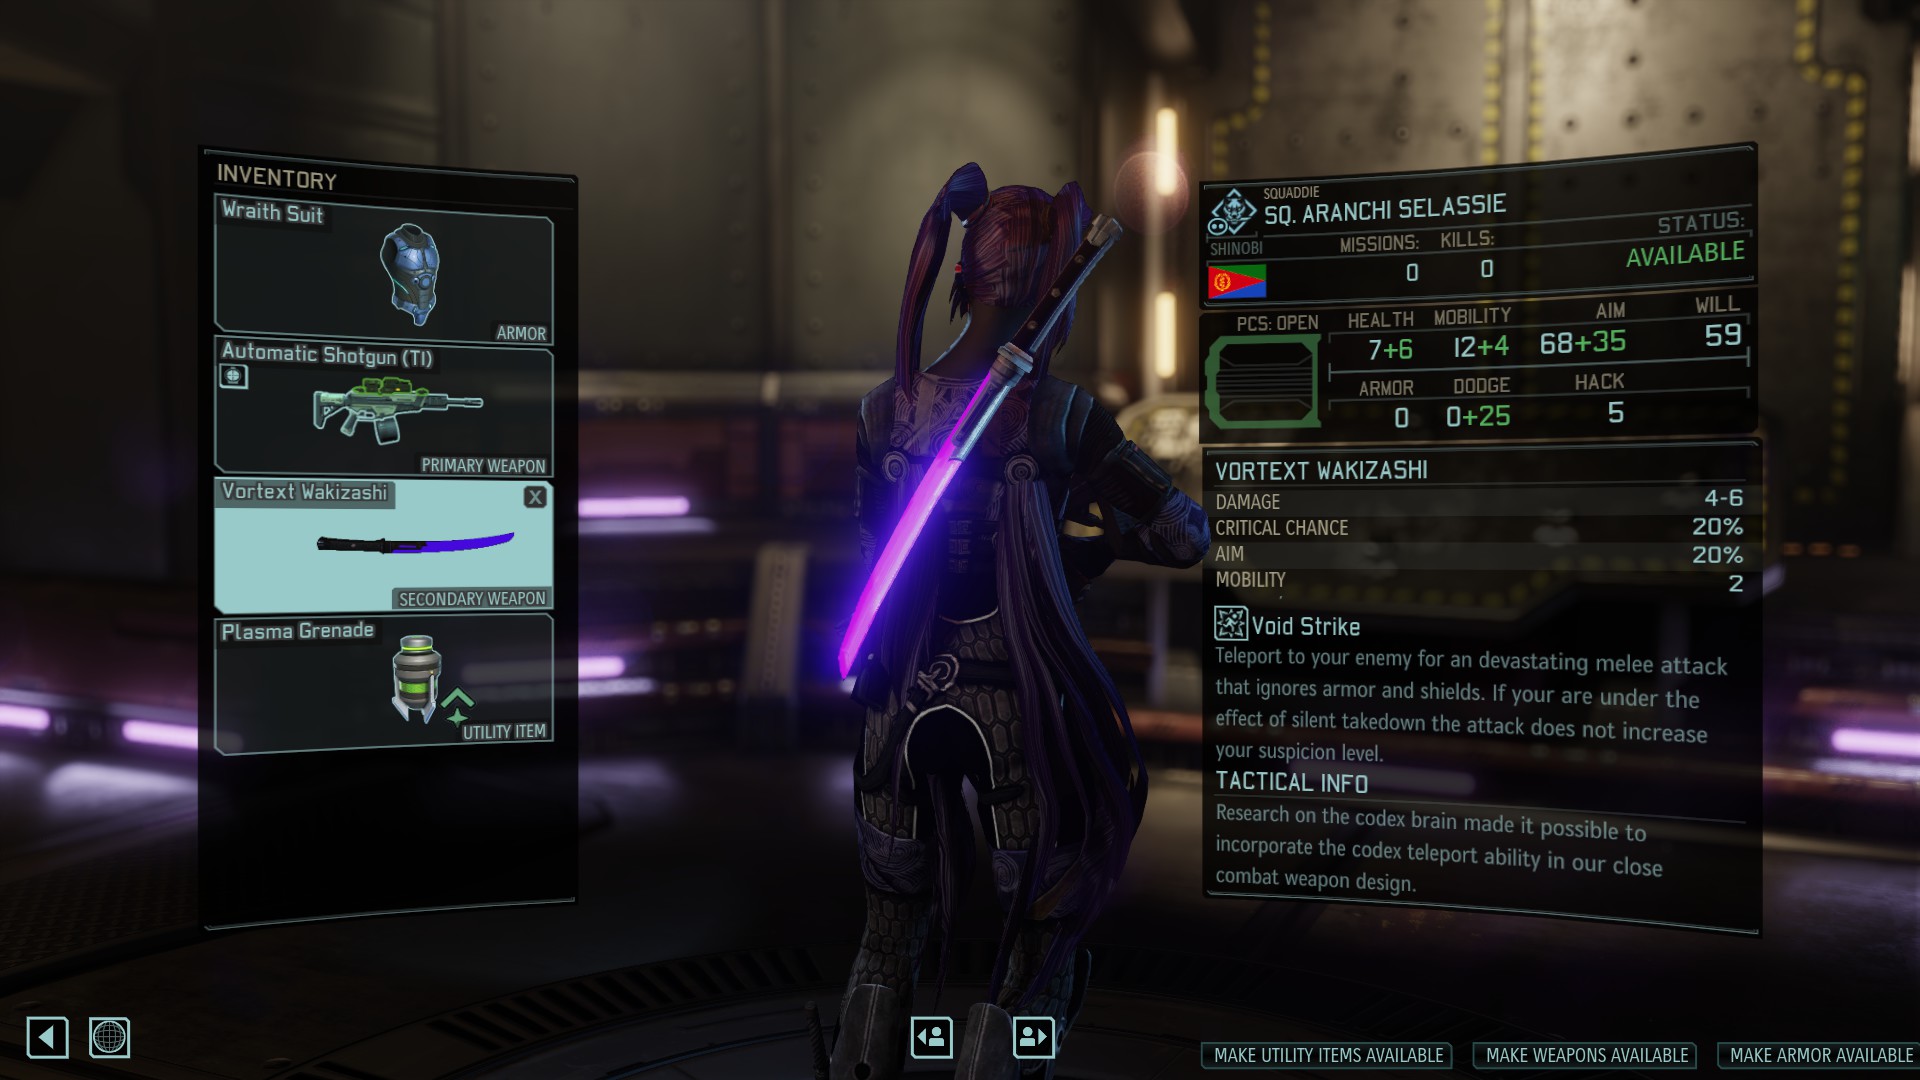 INVENTORY
Wraith Suit
ARMOR
Automatic Shotgun (T1)
PRIMARY WEAPON
Vortext Wakizashi
X
SECONDARY WEAPON
Plasma Grenade
UTILITY ITEM
SQUADDIE
SQ. ARANCHI SELASSIE
SHINOBI
MISSIONS: KILLS: STATUS:
0 0 AVAILABLE
PCS: OPEN HEALTH MOBILITY AIM WILL
7+6 12+4 68+35 59
ARMOR DODGE HACK
0 0+25 5
VORTEXT WAKIZASHI
DAMAGE 4-6
CRITICAL CHANCE 20%
AIM 20%
MOBILITY 2
Void Strike
Teleport to your enemy for an devastating melee attack
that ignores armor and shields. If your are under the
effect of silent takedown the attack does not increase
your suspicion level.
TACTICAL INFO
Research on the codex brain made it possible to
incorporate the codex teleport ability in our close
combat weapon design.
MAKE UTILITY ITEMS AVAILABLE
MAKE WEAPONS AVAILABLE
MAKE ARMOR AVAILABLE